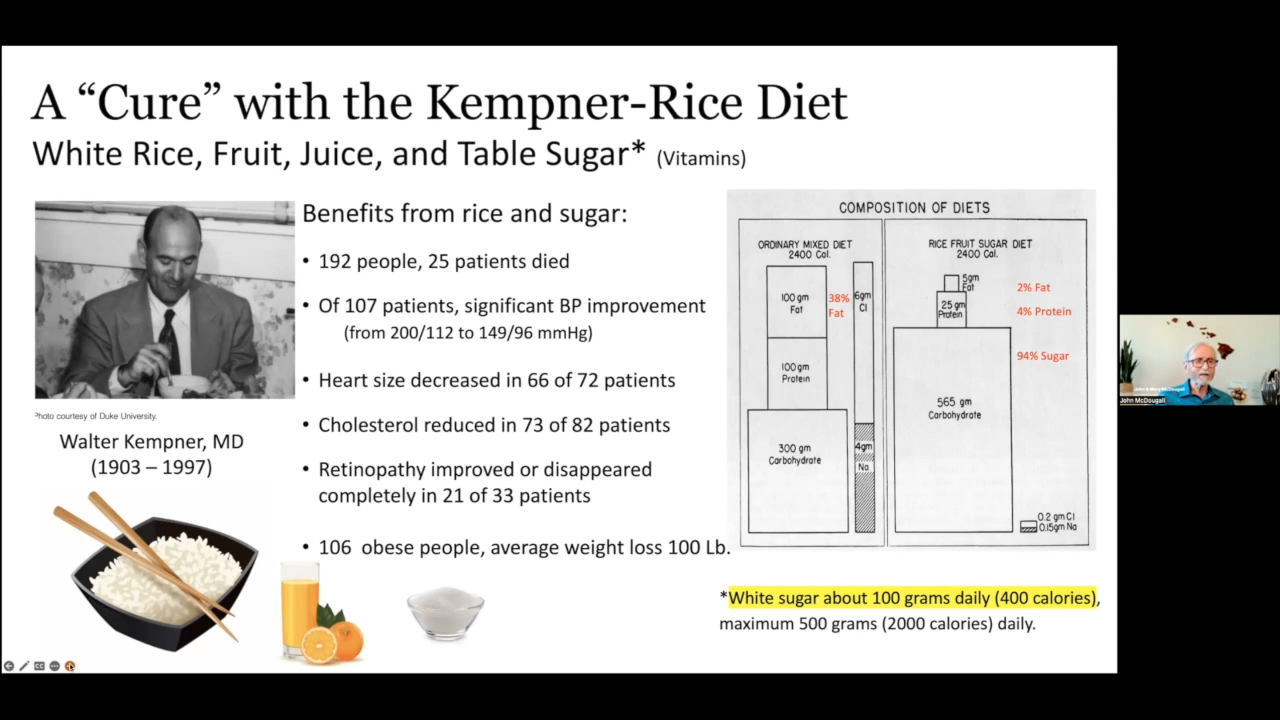 A “Cure” with the Kempner-Rice Diet
White Rice, Fruit, Juice, and Table Sugar* (Vitamins)
Photo courtesy of Duke University.
Walter Kempner, MD
(1903 – 1997)
Benefits from rice and sugar:
• 192 people, 25 patients died
• Of 107 patients, significant BP improvement
(from 200/112 to 149/96 mmHg)
• Heart size decreased in 66 of 72 patients
• Cholesterol reduced in 73 of 82 patients
• Retinopathy improved or disappeared
completely in 21 of 33 patients
• 106 obese people, average weight loss 100 Lb.
COMPOSITION OF DIETS
ORDINARY MIXED DIET
2400 Cal.
100 gm
Fat
38%
Fat
6gm
Cl
100 gm
Protein
300 gm
Carbohydrate
4gm
Na
RICE FRUIT SUGAR DIET
2400 Cal.
5gm
Fat
2% Fat
25 gm
Protein
4% Protein
94% Sugar
565 gm
Carbohydrate
0.2 gm Cl
0.15gm Na
*White sugar about 100 grams daily (400 calories),
maximum 500 grams (2000 calories) daily.
CC
John & Mary McDougall
John McDougall